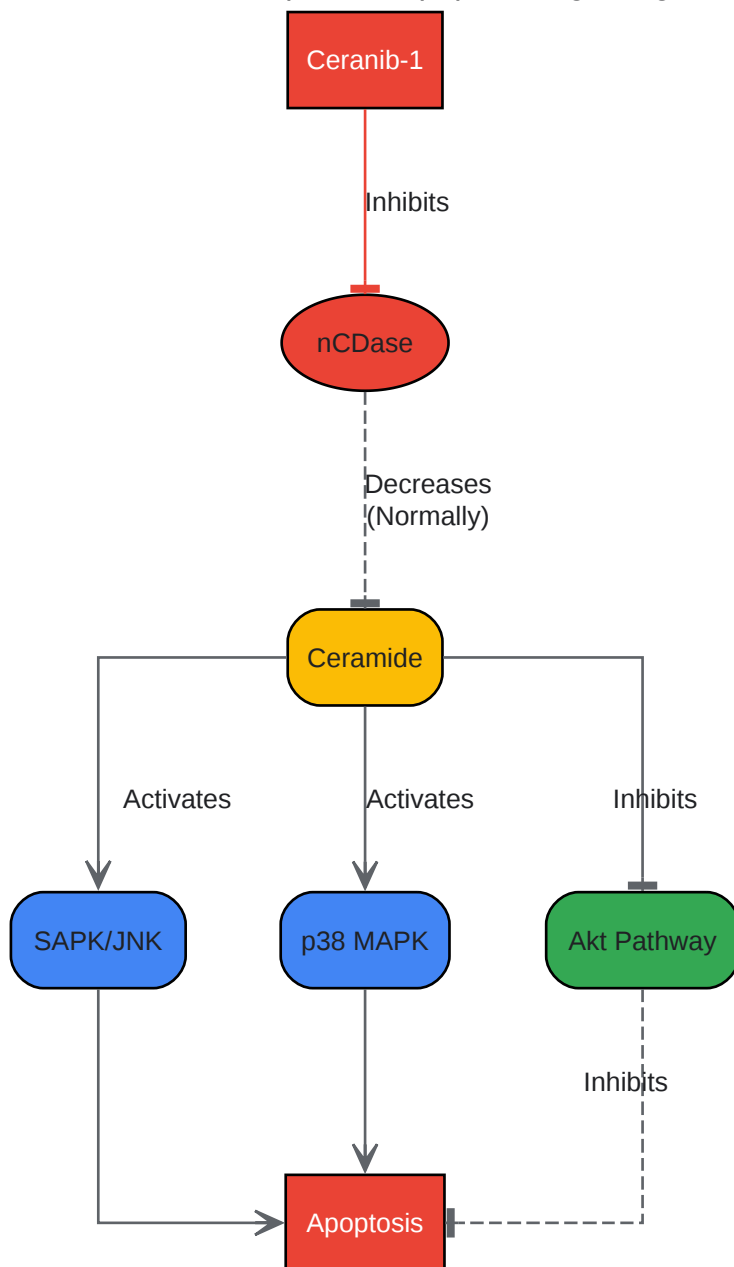 Ceranib-1
Inhibits
nCDase
Decreases
(Normally)
Ceramide
Activates
Activates
Inhibits
SAPK/JNK
p38 MAPK
Akt Pathway
Inhibits
Apoptosis